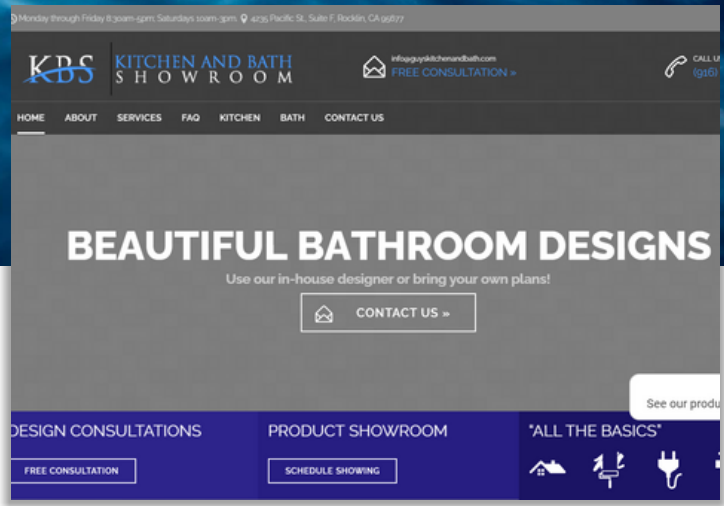 Monday through Friday 8:30am-5pm. Saturdays 10am-3pm. 4235 Pacific St., Suite F, Rocklin, CA 95677
KBS
KITCHEN AND BATH
SHOWROOM
info@guyskitchenandbath.com
FREE CONSULTATION »
CALL U
(916)
HOME ABOUT SERVICES FAQ KITCHEN BATH CONTACT US
BEAUTIFUL BATHROOM DESIGNS
Use our in-house designer or bring your own plans!
CONTACT US »
See our produ
DESIGN CONSULTATIONS
FREE CONSULTATION
PRODUCT SHOWROOM
SCHEDULE SHOWING
"ALL THE BASICS"